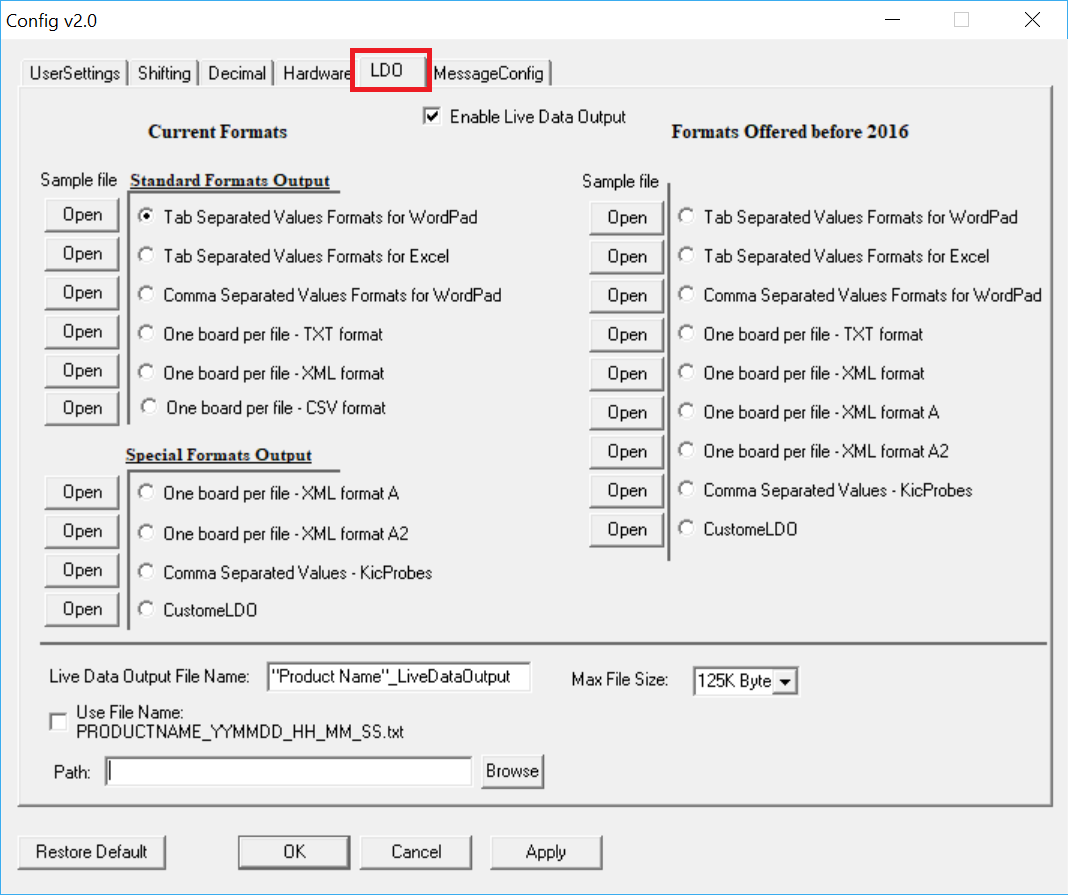 Config v2.0
UserSettings Shifting Decimal Hardware LDO MessageConfig
Enable Live Data Output
Current Formats
Formats Offered before 2016
Sample file Standard Formats Output
Open Tab Separated Values Formats for WordPad
Open Tab Separated Values Formats for Excel
Open Comma Separated Values Formats for WordPad
Open One board per file - TXT format
Open One board per file - XML format
Open One board per file - CSV format
Special Formats Output
Open One board per file - XML format A
Open One board per file - XML format A2
Open Comma Separated Values - KicProbes
Open CustomeLDO
Sample file
Open Tab Separated Values Formats for WordPad
Open Tab Separated Values Formats for Excel
Open Comma Separated Values Formats for WordPad
Open One board per file - TXT format
Open One board per file - XML format
Open One board per file - XML format A
Open One board per file - XML format A2
Open Comma Separated Values - KicProbes
Open CustomeLDO
Live Data Output File Name: "Product Name"_LiveDataOutput Max File Size: 125K Byte
Use File Name:
PRODUCTNAME_YYMMDD_HH_MM_SS.txt
Path: Browse
Restore Default OK Cancel Apply